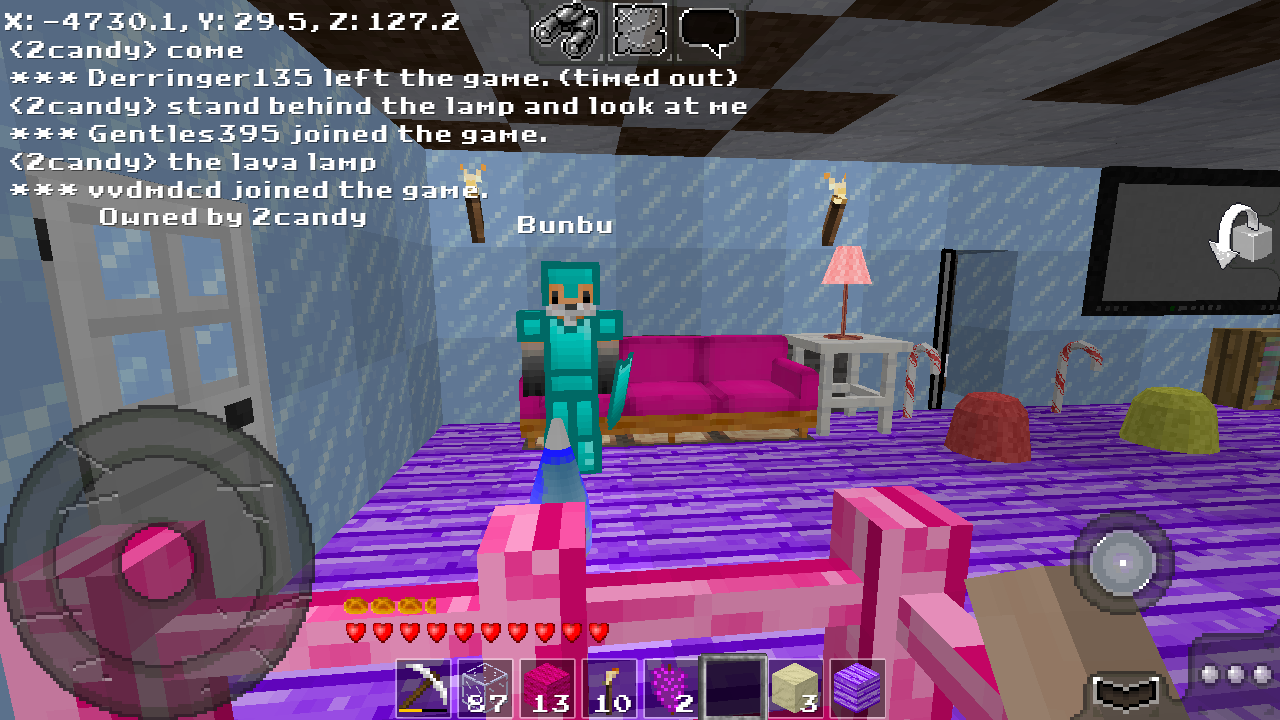 X: -4730.1, Y: 29.5, Z: 127.2
<2candy> come
*** Derringer135 left the game. (timed out)
<2candy> stand behind the lamp and look at me
*** Gentles395 joined the game.
<2candy> the lava lamp
*** vvdmdcd joined the game.
Owned by 2candy
Bunbu
87 13 10 2 3